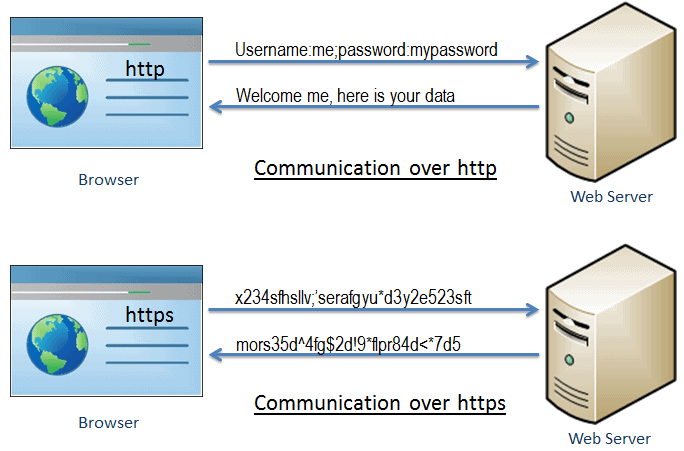 http
Username:me;password:mypassword
Welcome me, here is your data
Communication over http
Browser
Web Server
https
x234sfhsllv;’serafgyu*d3y2e523sft
mors35d^4fg$2d!9*flpr84d<*7d5
Communication over https
Browser
Web Server